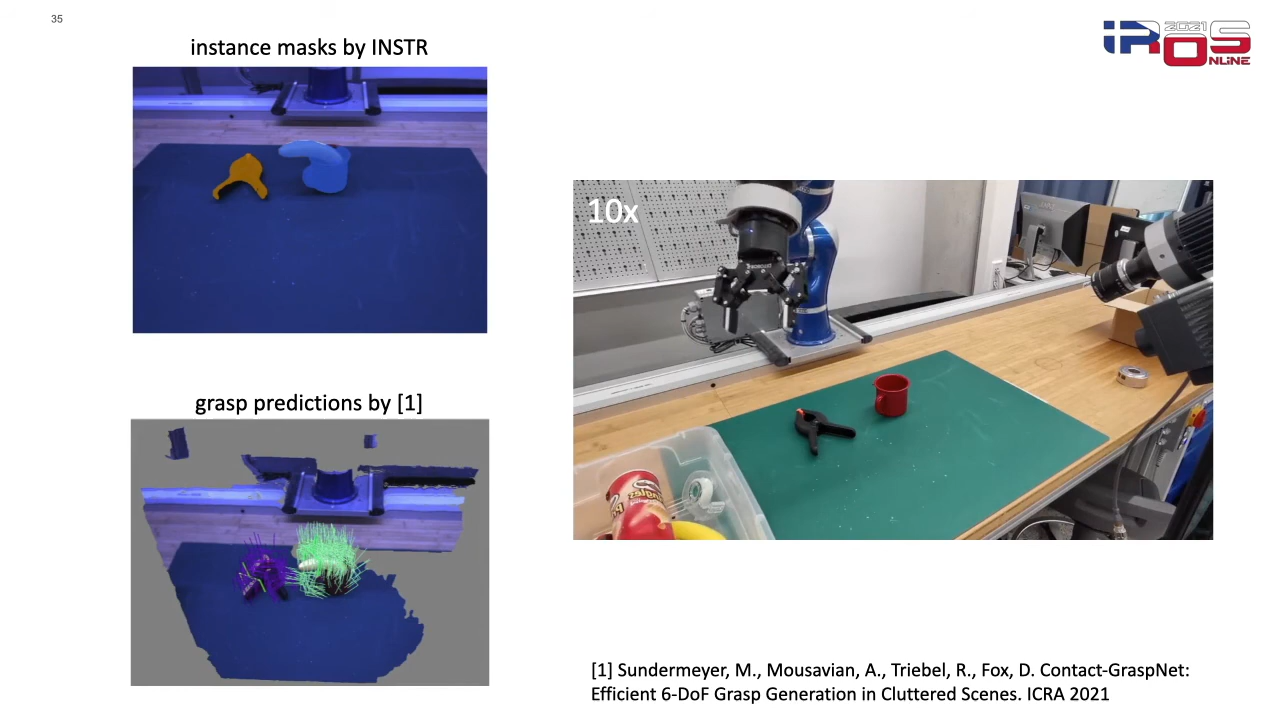 35
instance masks by INSTR
IROS
2021
ONLINE
10x
grasp predictions by [1]
Pringles
[1] Sundermeyer, M., Mousavian, A., Triebel, R., Fox, D. Contact-GraspNet:
Efficient 6-DoF Grasp Generation in Cluttered Scenes. ICRA 2021